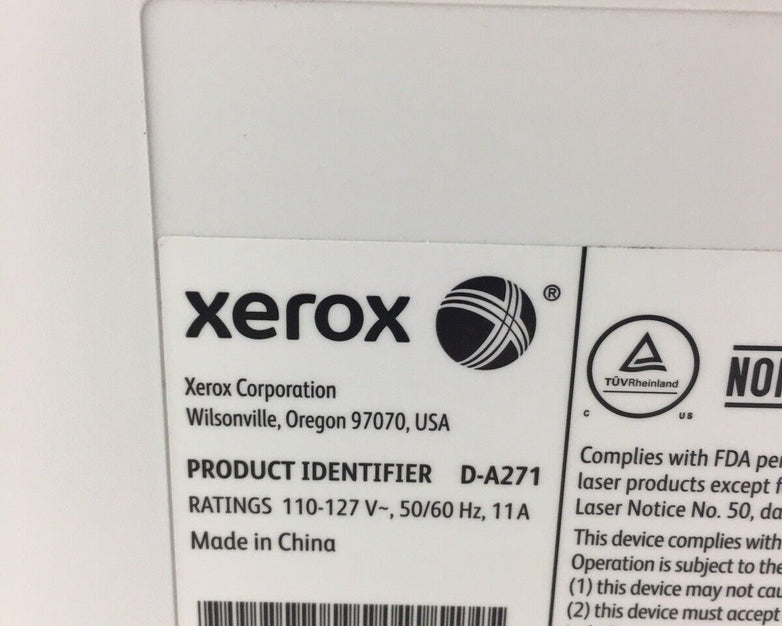 xerox ®
Xerox Corporation
Wilsonville, Oregon 97070, USA
PRODUCT IDENTIFIER D-A271
RATINGS 110-127 V~, 50/60 Hz, 11 A
Made in China
TÜVRheinland
C US
Complies with FDA
laser products except
Laser Notice No. 50,
This device complies with
Operation is subject to the
(1) this device may not
(2) this device must accept